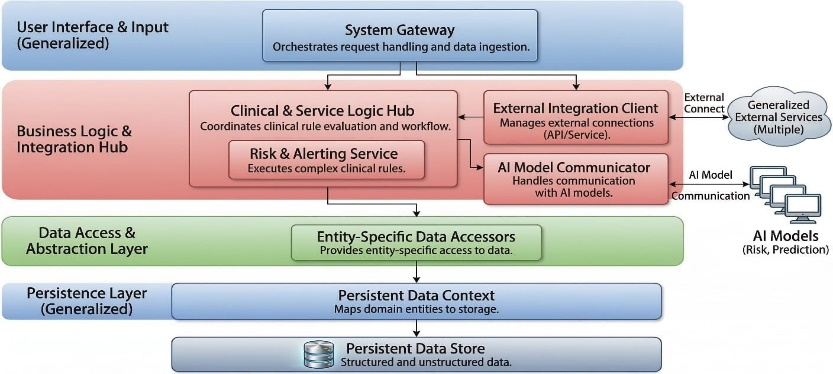 User Interface & Input
(Generalized)
System Gateway
Orchestrates request handling and data ingestion.
Business Logic &
Integration Hub
Clinical & Service Logic Hub
Coordinates clinical rule evaluation and workflow.
Risk & Alerting Service
Executes complex clinical rules.
External Integration Client
Manages external connections
(API/Service).
AI Model Communicator
Handles communication
with AI models.
External
Connect
Generalized
External Services
(Multiple)
AI Model
Communication
AI Models
(Risk, Prediction)
Data Access &
Abstraction Layer
Entity-Specific Data Accessors
Provides entity-specific access to data.
Persistence Layer
(Generalized)
Persistent Data Context
Maps domain entities to storage.
Persistent Data Store
Structured and unstructured data.